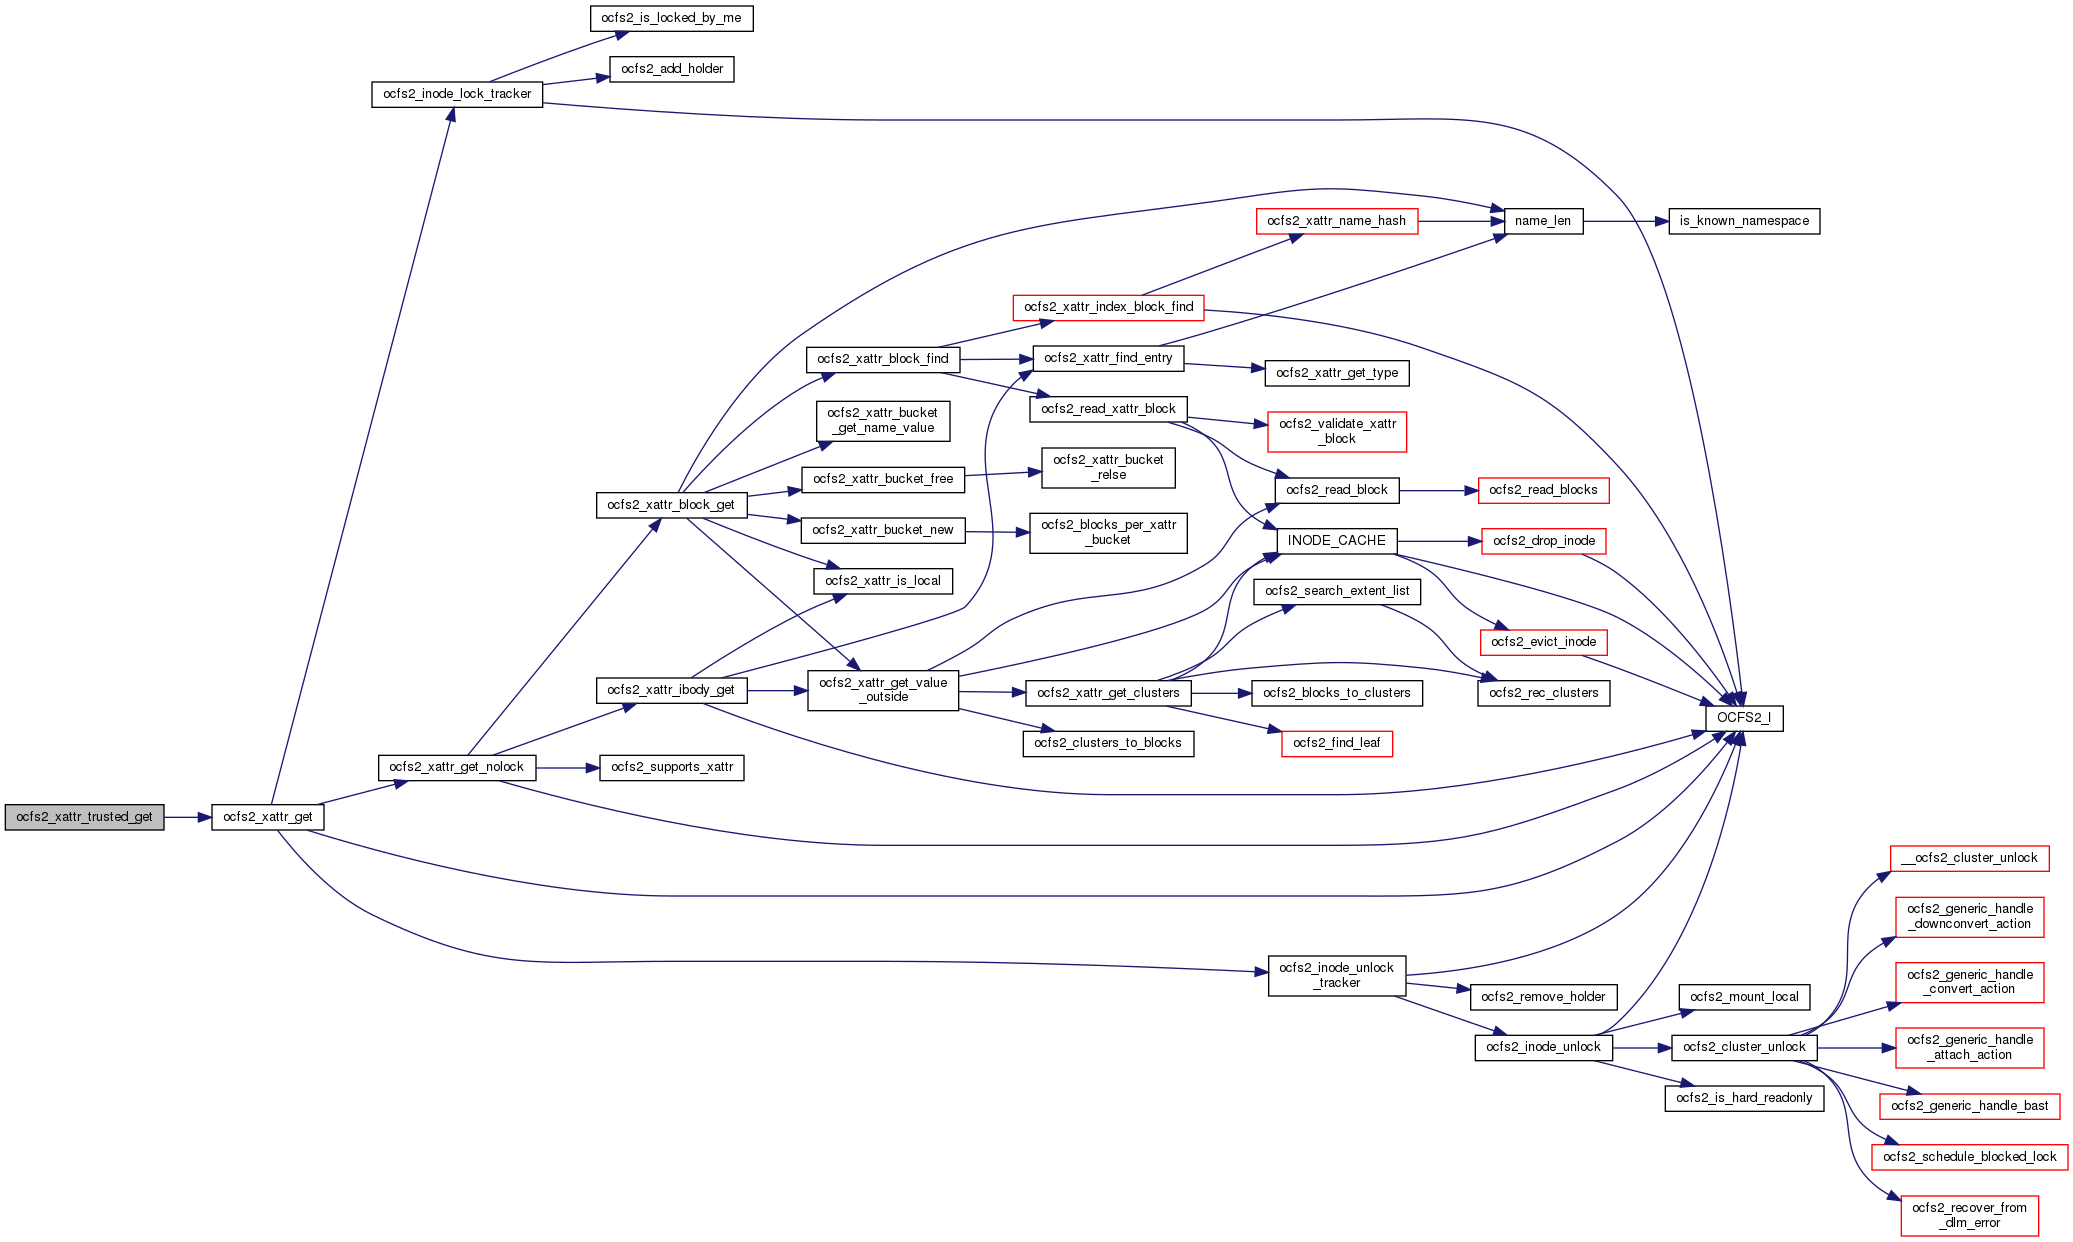 ocfs2_is_locked_by_me
ocfs2_add_holder
ocfs2_inode_lock_tracker
ocfs2_xattr_name_hash
name_len
is_known_namespace
ocfs2_xattr_index_block_find
ocfs2_xattr_block_find
ocfs2_xattr_find_entry
ocfs2_xattr_get_type
ocfs2_read_xattr_block
ocfs2_xattr_bucket
_get_name_value
ocfs2_validate_xattr
_block
ocfs2_xattr_bucket_free
ocfs2_xattr_bucket
_relse
ocfs2_read_block
ocfs2_read_blocks
ocfs2_xattr_block_get
ocfs2_xattr_bucket_new
ocfs2_blocks_per_xattr
_bucket
INODE_CACHE
ocfs2_drop_inode
ocfs2_xattr_is_local
ocfs2_search_extent_list
ocfs2_evict_inode
ocfs2_xattr_ibody_get
ocfs2_xattr_get_value
_outside
ocfs2_xattr_get_clusters
ocfs2_blocks_to_clusters
ocfs2_rec_clusters
OCFS2_I
ocfs2_clusters_to_blocks
ocfs2_find_leaf
ocfs2_xattr_get_nolock
ocfs2_supports_xattr
ocfs2_xattr_trusted_get
ocfs2_xattr_get
__ocfs2_cluster_unlock
ocfs2_generic_handle
_downconvert_action
ocfs2_inode_unlock
_tracker
ocfs2_generic_handle
_convert_action
ocfs2_remove_holder
ocfs2_mount_local
ocfs2_inode_unlock
ocfs2_cluster_unlock
ocfs2_generic_handle
_attach_action
ocfs2_is_hard_readonly
ocfs2_generic_handle_bast
ocfs2_schedule_blocked_lock
ocfs2_recover_from
_dlm_error